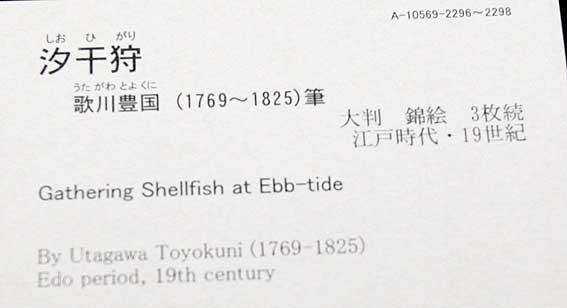 A-10569-2296～2298
しお ひ がり
汐干狩
うたがわとよくに
歌川豊国 (1769～1825)筆
大判 錦絵 3枚続
江戸時代・19世紀
Gathering Shellfish at Ebb-tide
By Utagawa Toyokuni (1769-1825)
Edo period, 19th century